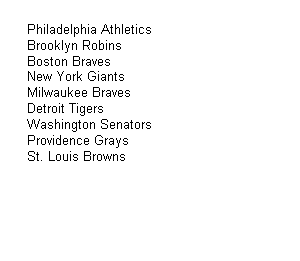 Philadelphia Athletics
Brooklyn Robins
Boston Braves
New York Giants
Milwaukee Braves
Detroit Tigers
Washington Senators
Providence Grays
St. Louis Browns